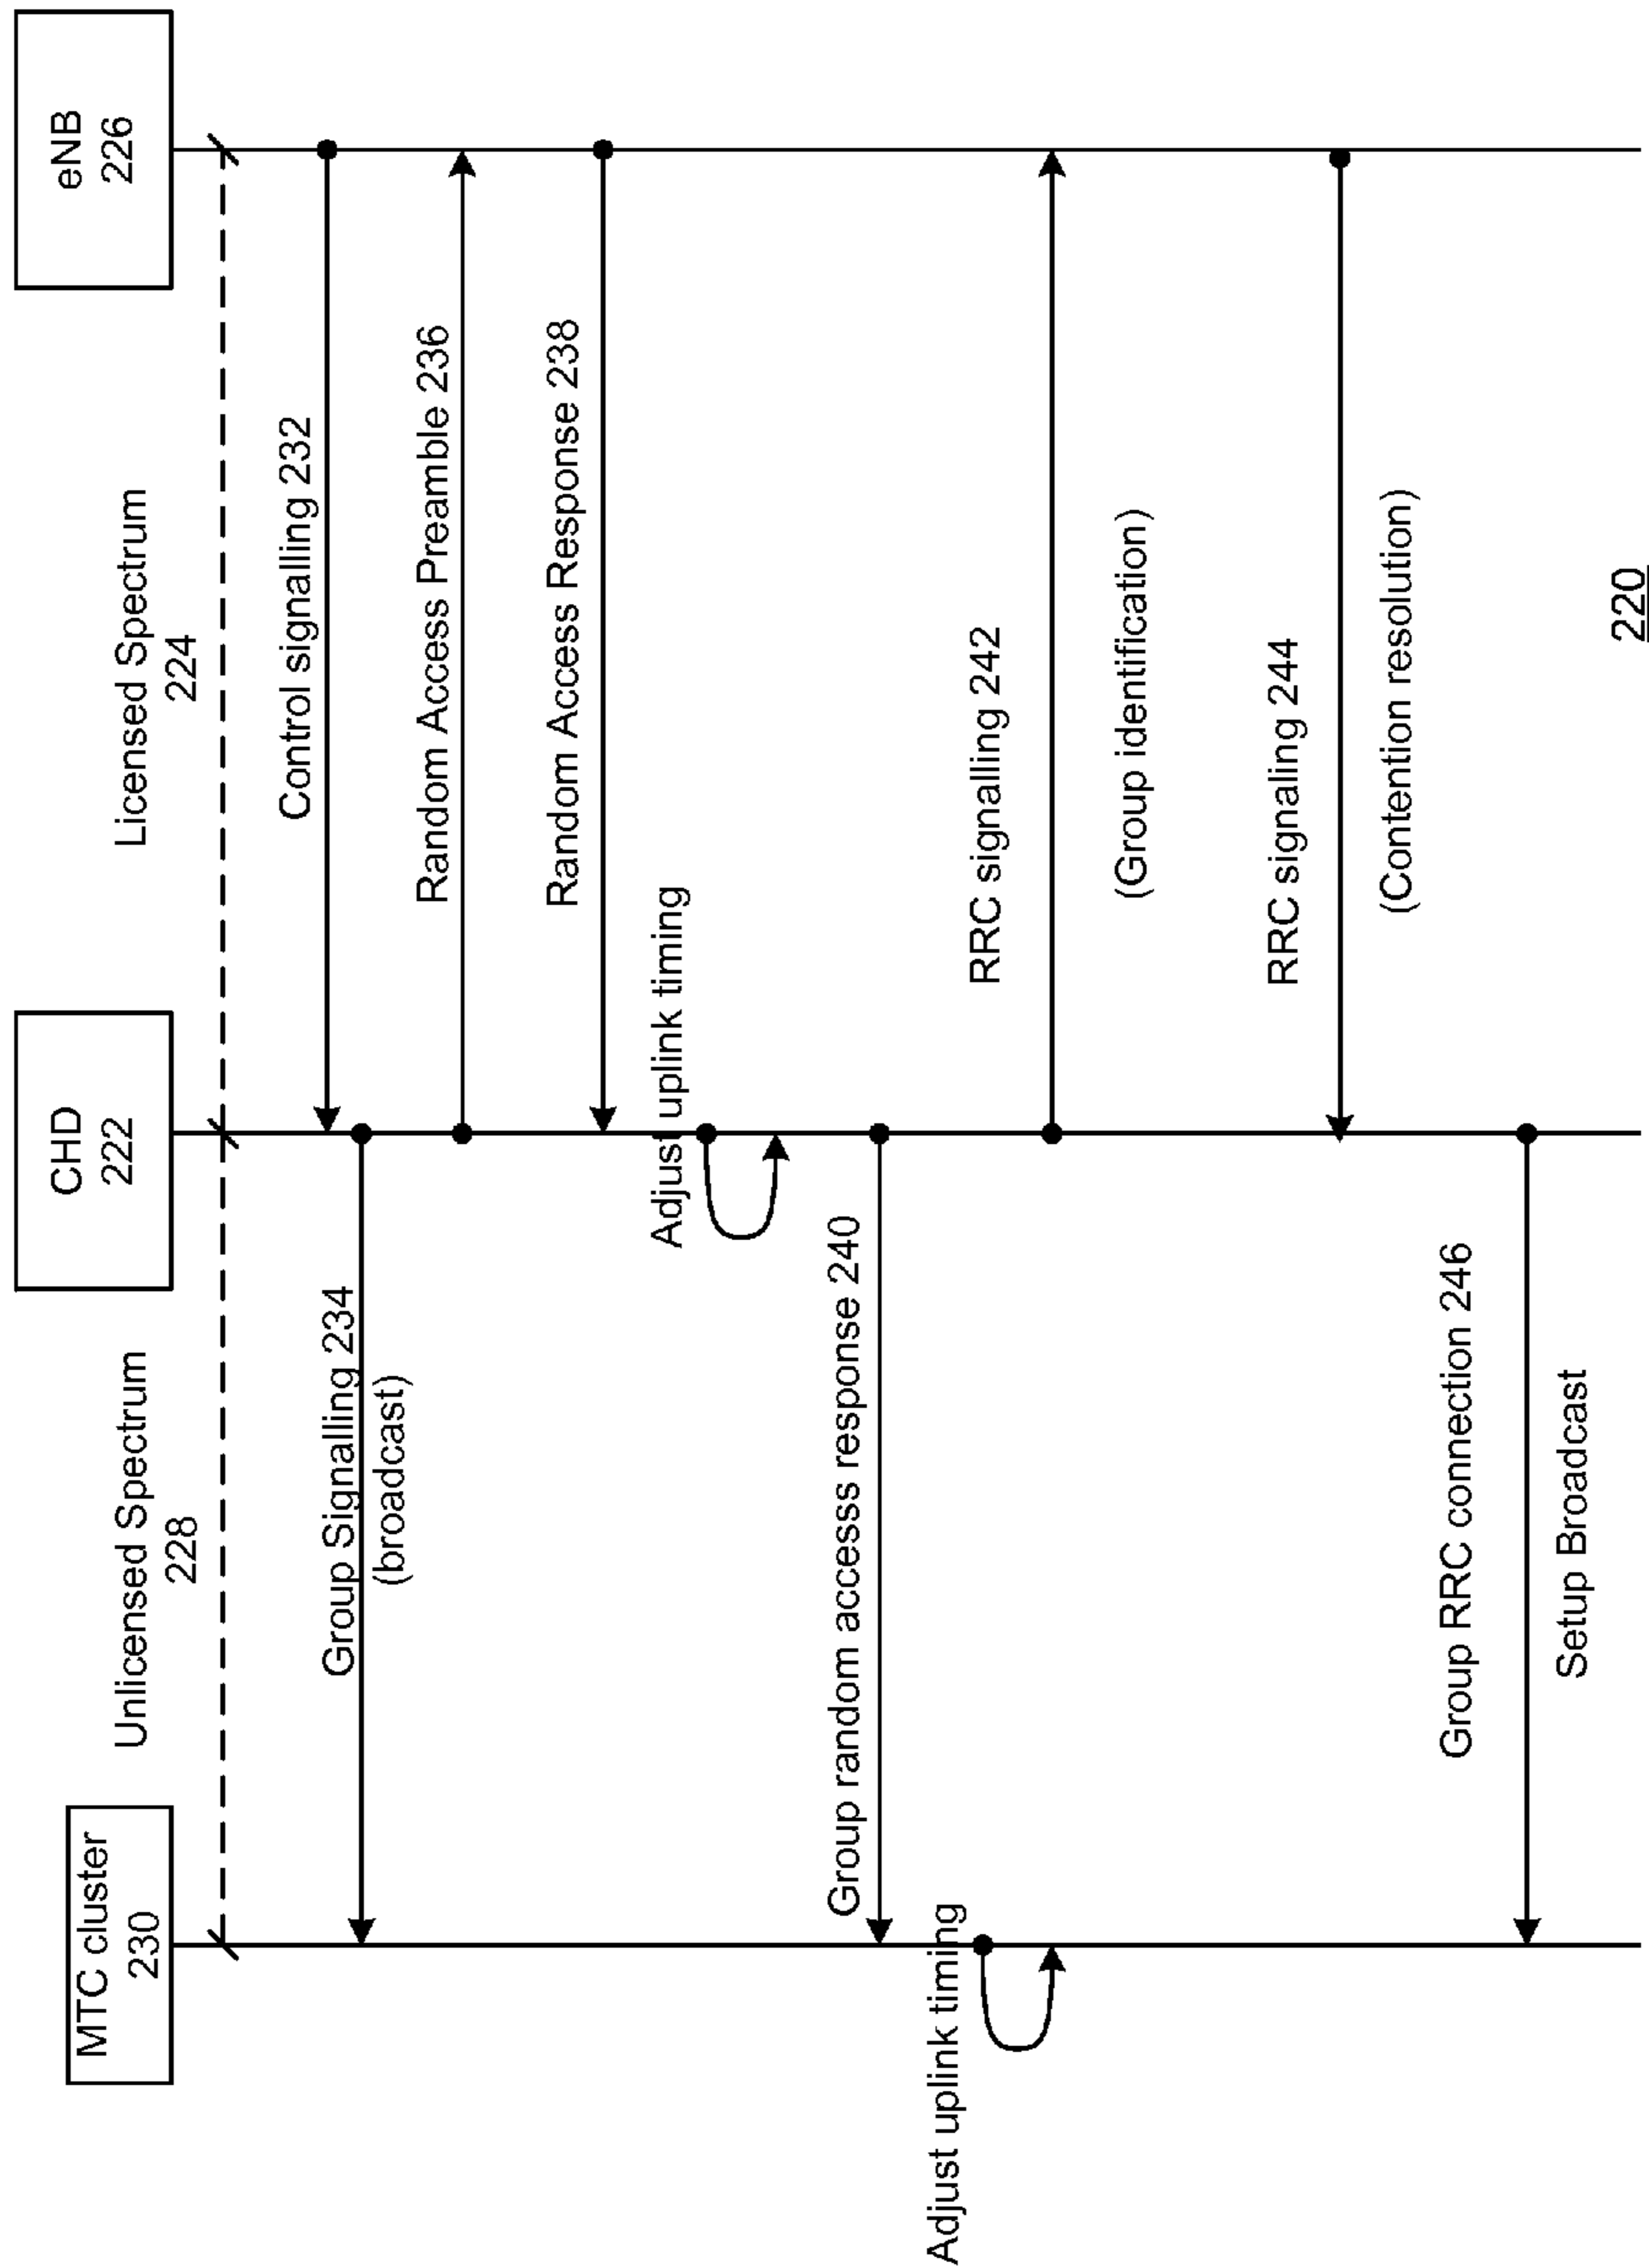 MTC cluster
230
CHD
222
eNB
226
Unlicensed Spectrum
228
Licensed Spectrum
224
Control signalling 232
Group Signalling 234
(broadcast)
Random Access Preamble 236
Random Access Response 238
Adjust uplink timing
Group random accesss response 240
Adjust uplink timing
RRC signalling 242
(Group identification)
RRC signaling 244
(Contention resolution)
Group RRC connection 246
Setup Broadcast
220